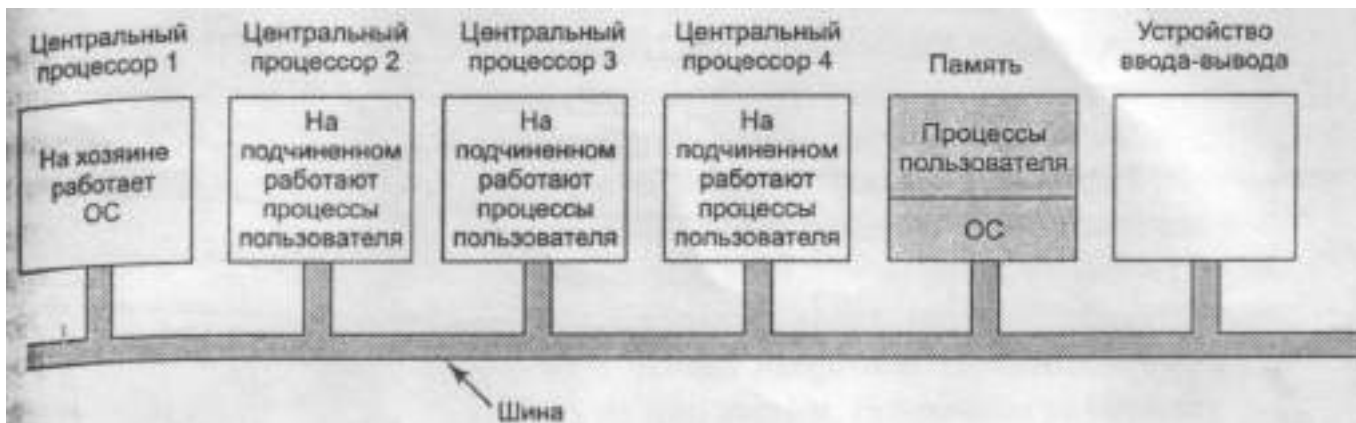 Центральный
процессор 1
Центральный
процессор 2
Центральный
процессор 3
Центральный
процессор 4
Память
Устройство
ввода-вывода
На хозяине
работает
ОС
На
подчиненном
работают
процессы
пользователя
На
подчиненном
работают
процессы
пользователя
На
подчиненном
работают
процессы
пользователя
Процессы
пользователя
ОС
Шина